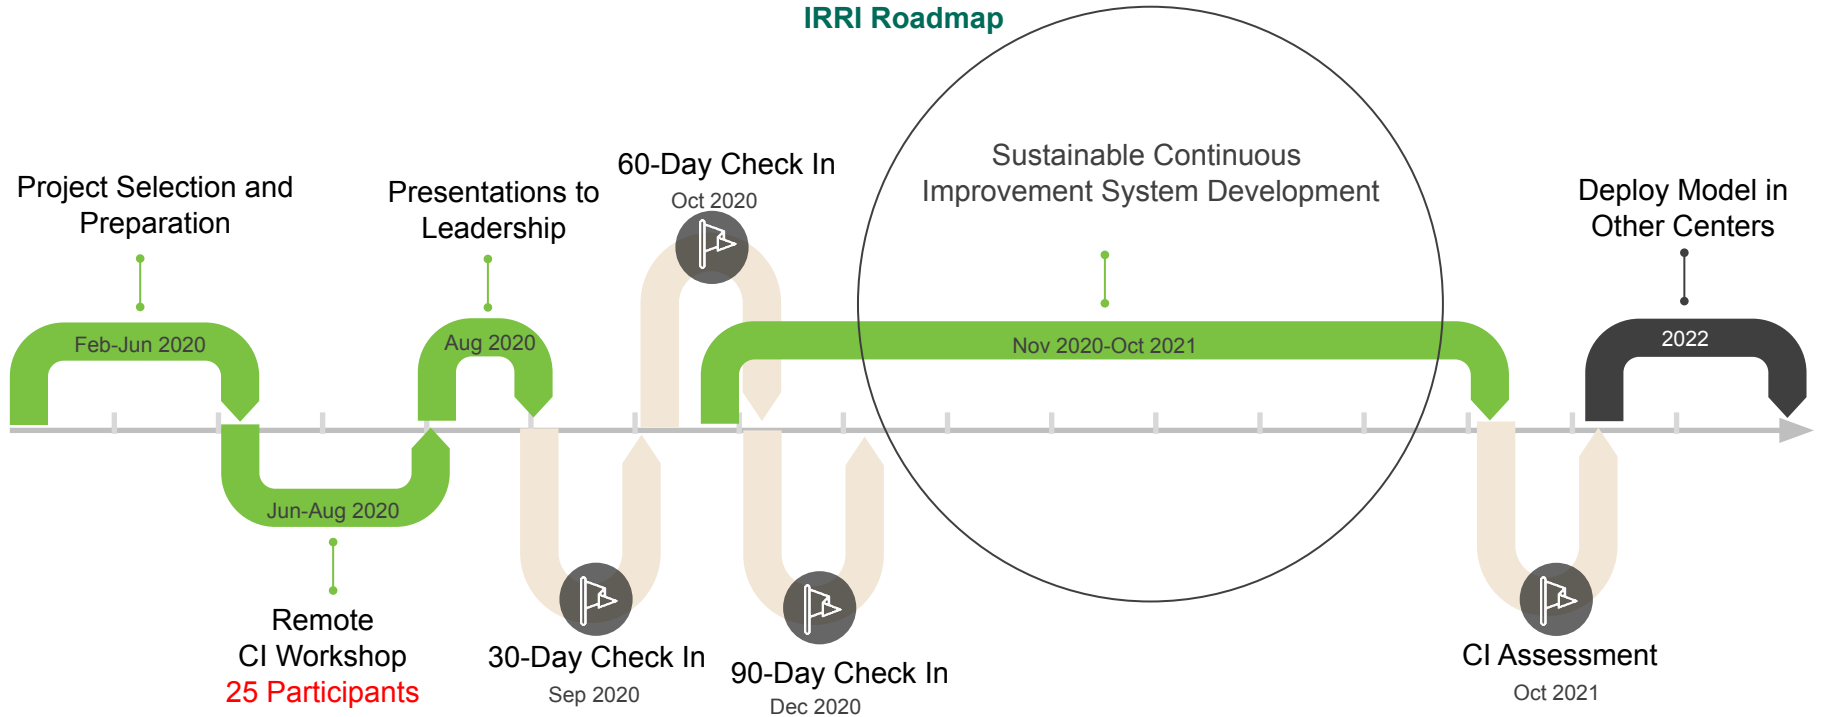 IRRI Roadmap
Project Selection and
Preparation
Feb-Jun 2020
Jun-Aug 2020
Remote
CI Workshop
25 Participants
Presentations to
Leadership
Aug 2020
30-Day Check In
Sep 2020
60-Day Check In
Oct 2020
90-Day Check In
Dec 2020
Sustainable Continuous
Improvement System Development
Nov 2020-Oct 2021
CI Assessment
Oct 2021
Deploy Model in
Other Centers
2022